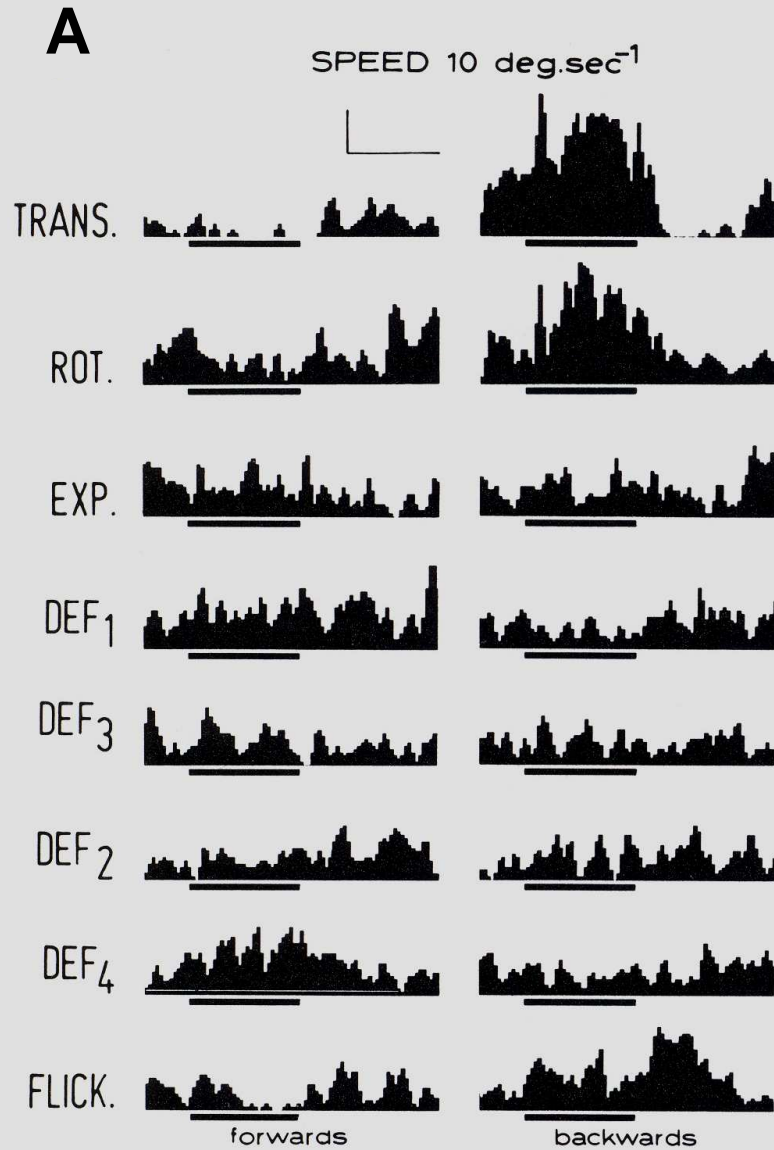 A
SPEED 10 deg.sec⁻¹
TRANS.
ROT.
EXP.
DEF₁
DEF₃
DEF₂
DEF₄
FLICK.
forwards backwards